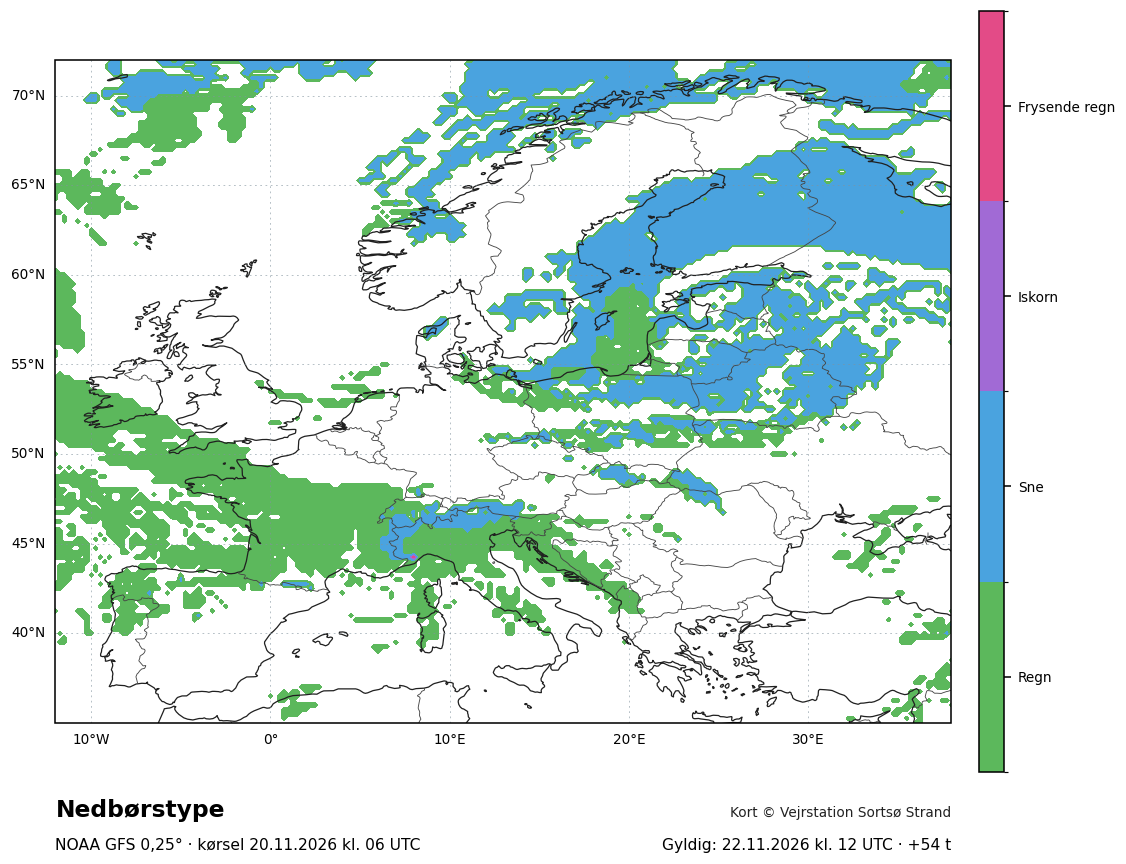 Frysende regn
Iskorn
Sne
Regn
70°N
65°N
60°N
55°N
50°N
45°N
40°N
10°W
0°
10°E
20°E
30°E
Nedbørstype
Kort © Vejrstation Sortsø Strand
NOAA GFS 0,25° · kørsel 20.11.2026 kl. 06 UTC
Gyldig: 22.11.2026 kl. 12 UTC · +54 t